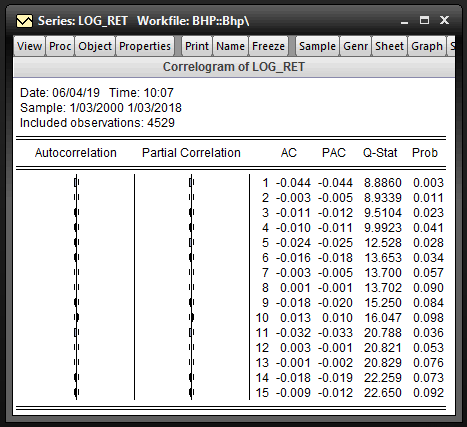 Series: LOG_RET Workfile: BHP::Bhp\
View Proc Object Properties Print Name Freeze Sample Genr Sheet Graph S
Correlogram of LOG_RET
Date: 06/04/19 Time: 10:07
Sample: 1/03/2000 1/03/2018
Included observations: 4529
Autocorrelation Partial Correlation AC PAC Q-Stat Prob
1 -0.044 -0.044 8.8860 0.003
2 -0.003 -0.005 8.9339 0.011
3 -0.011 -0.012 9.5104 0.023
4 -0.010 -0.011 9.9923 0.041
5 -0.024 -0.025 12.528 0.028
6 -0.016 -0.018 13.653 0.034
7 -0.003 -0.005 13.700 0.057
8 0.001 -0.001 13.702 0.090
9 -0.018 -0.020 15.250 0.084
10 0.013 0.010 16.047 0.098
11 -0.032 -0.033 20.788 0.036
12 0.003 -0.001 20.821 0.053
13 -0.001 -0.002 20.829 0.076
14 -0.018 -0.019 22.259 0.073
15 -0.009 -0.012 22.650 0.092